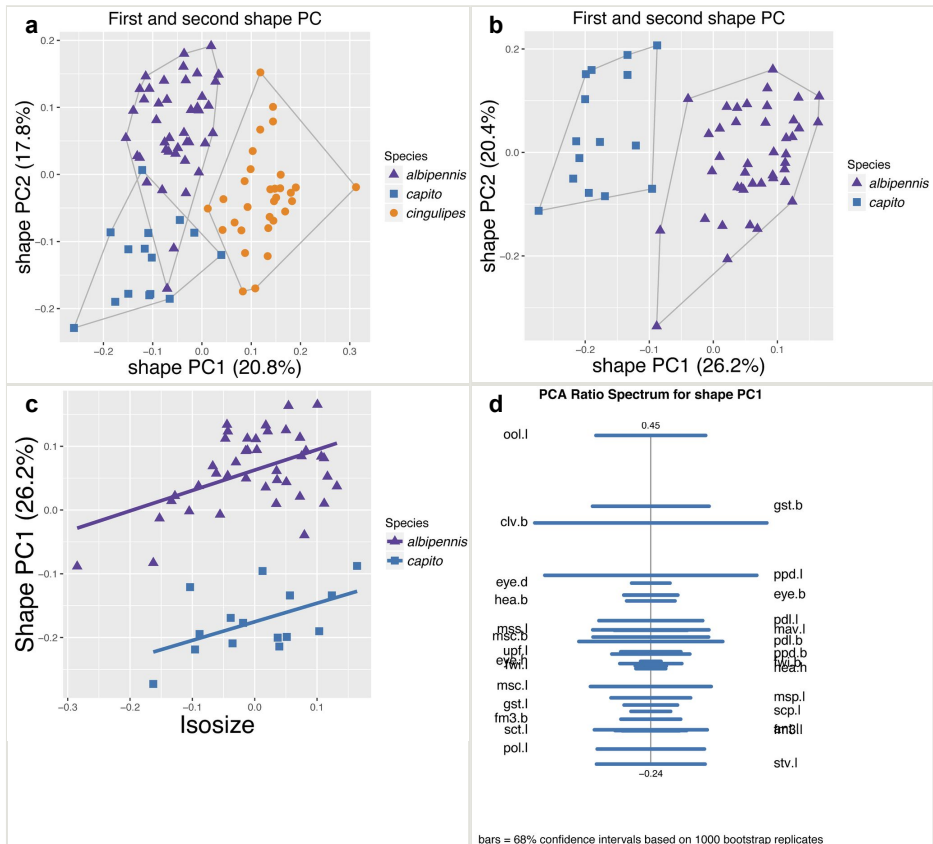 a
First and second shape PC
0.2
0.1
0.0
−0.1
−0.2
shape PC2 (17.8%)
−0.2
−0.1
0.0
0.1
0.2
0.3
shape PC1 (20.8%)
Species
albipennis
capito
cingulipes
b
First and second shape PC
0.2
0.0
−0.2
shape PC2 (20.4%)
−0.2
−0.1
0.0
0.1
shape PC1 (26.2%)
Species
albipennis
capito
c
0.1
0.0
−0.1
−0.2
Shape PC1 (26.2%)
−0.3
−0.2
−0.1
0.0
0.1
Isosize
Species
albipennis
capito
d
PCA Ratio Spectrum for shape PC1
0.45
ool.l
gst.b
clv.b
ppd.l
eye.d
eye.b
hea.b
pdl.l
mss.l
mav.l
msc.b
pdl.b
upf.l
ppd.b
eye.h
hea.h
msc.l
msp.l
gst.l
scp.l
fm3.b
sct.l
pol.l
stv.l
−0.24
bars = 68% confidence intervals based on 1000 bootstrap replicates